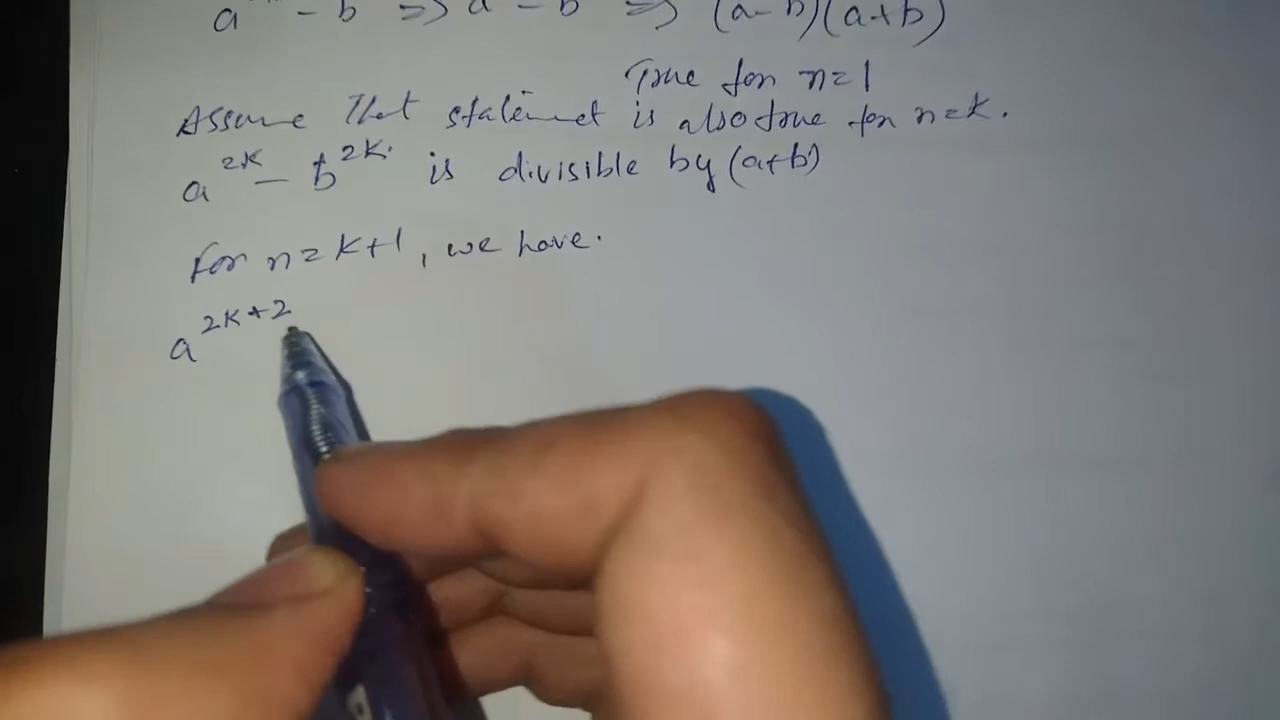 a - b => a - b => (a-b)(a+b)
True for n=1
Assume That statement is also true for n=k.
a^2K - b^2K. is divisible by (a+b)
For n=k+1, we have.
a^2K+2